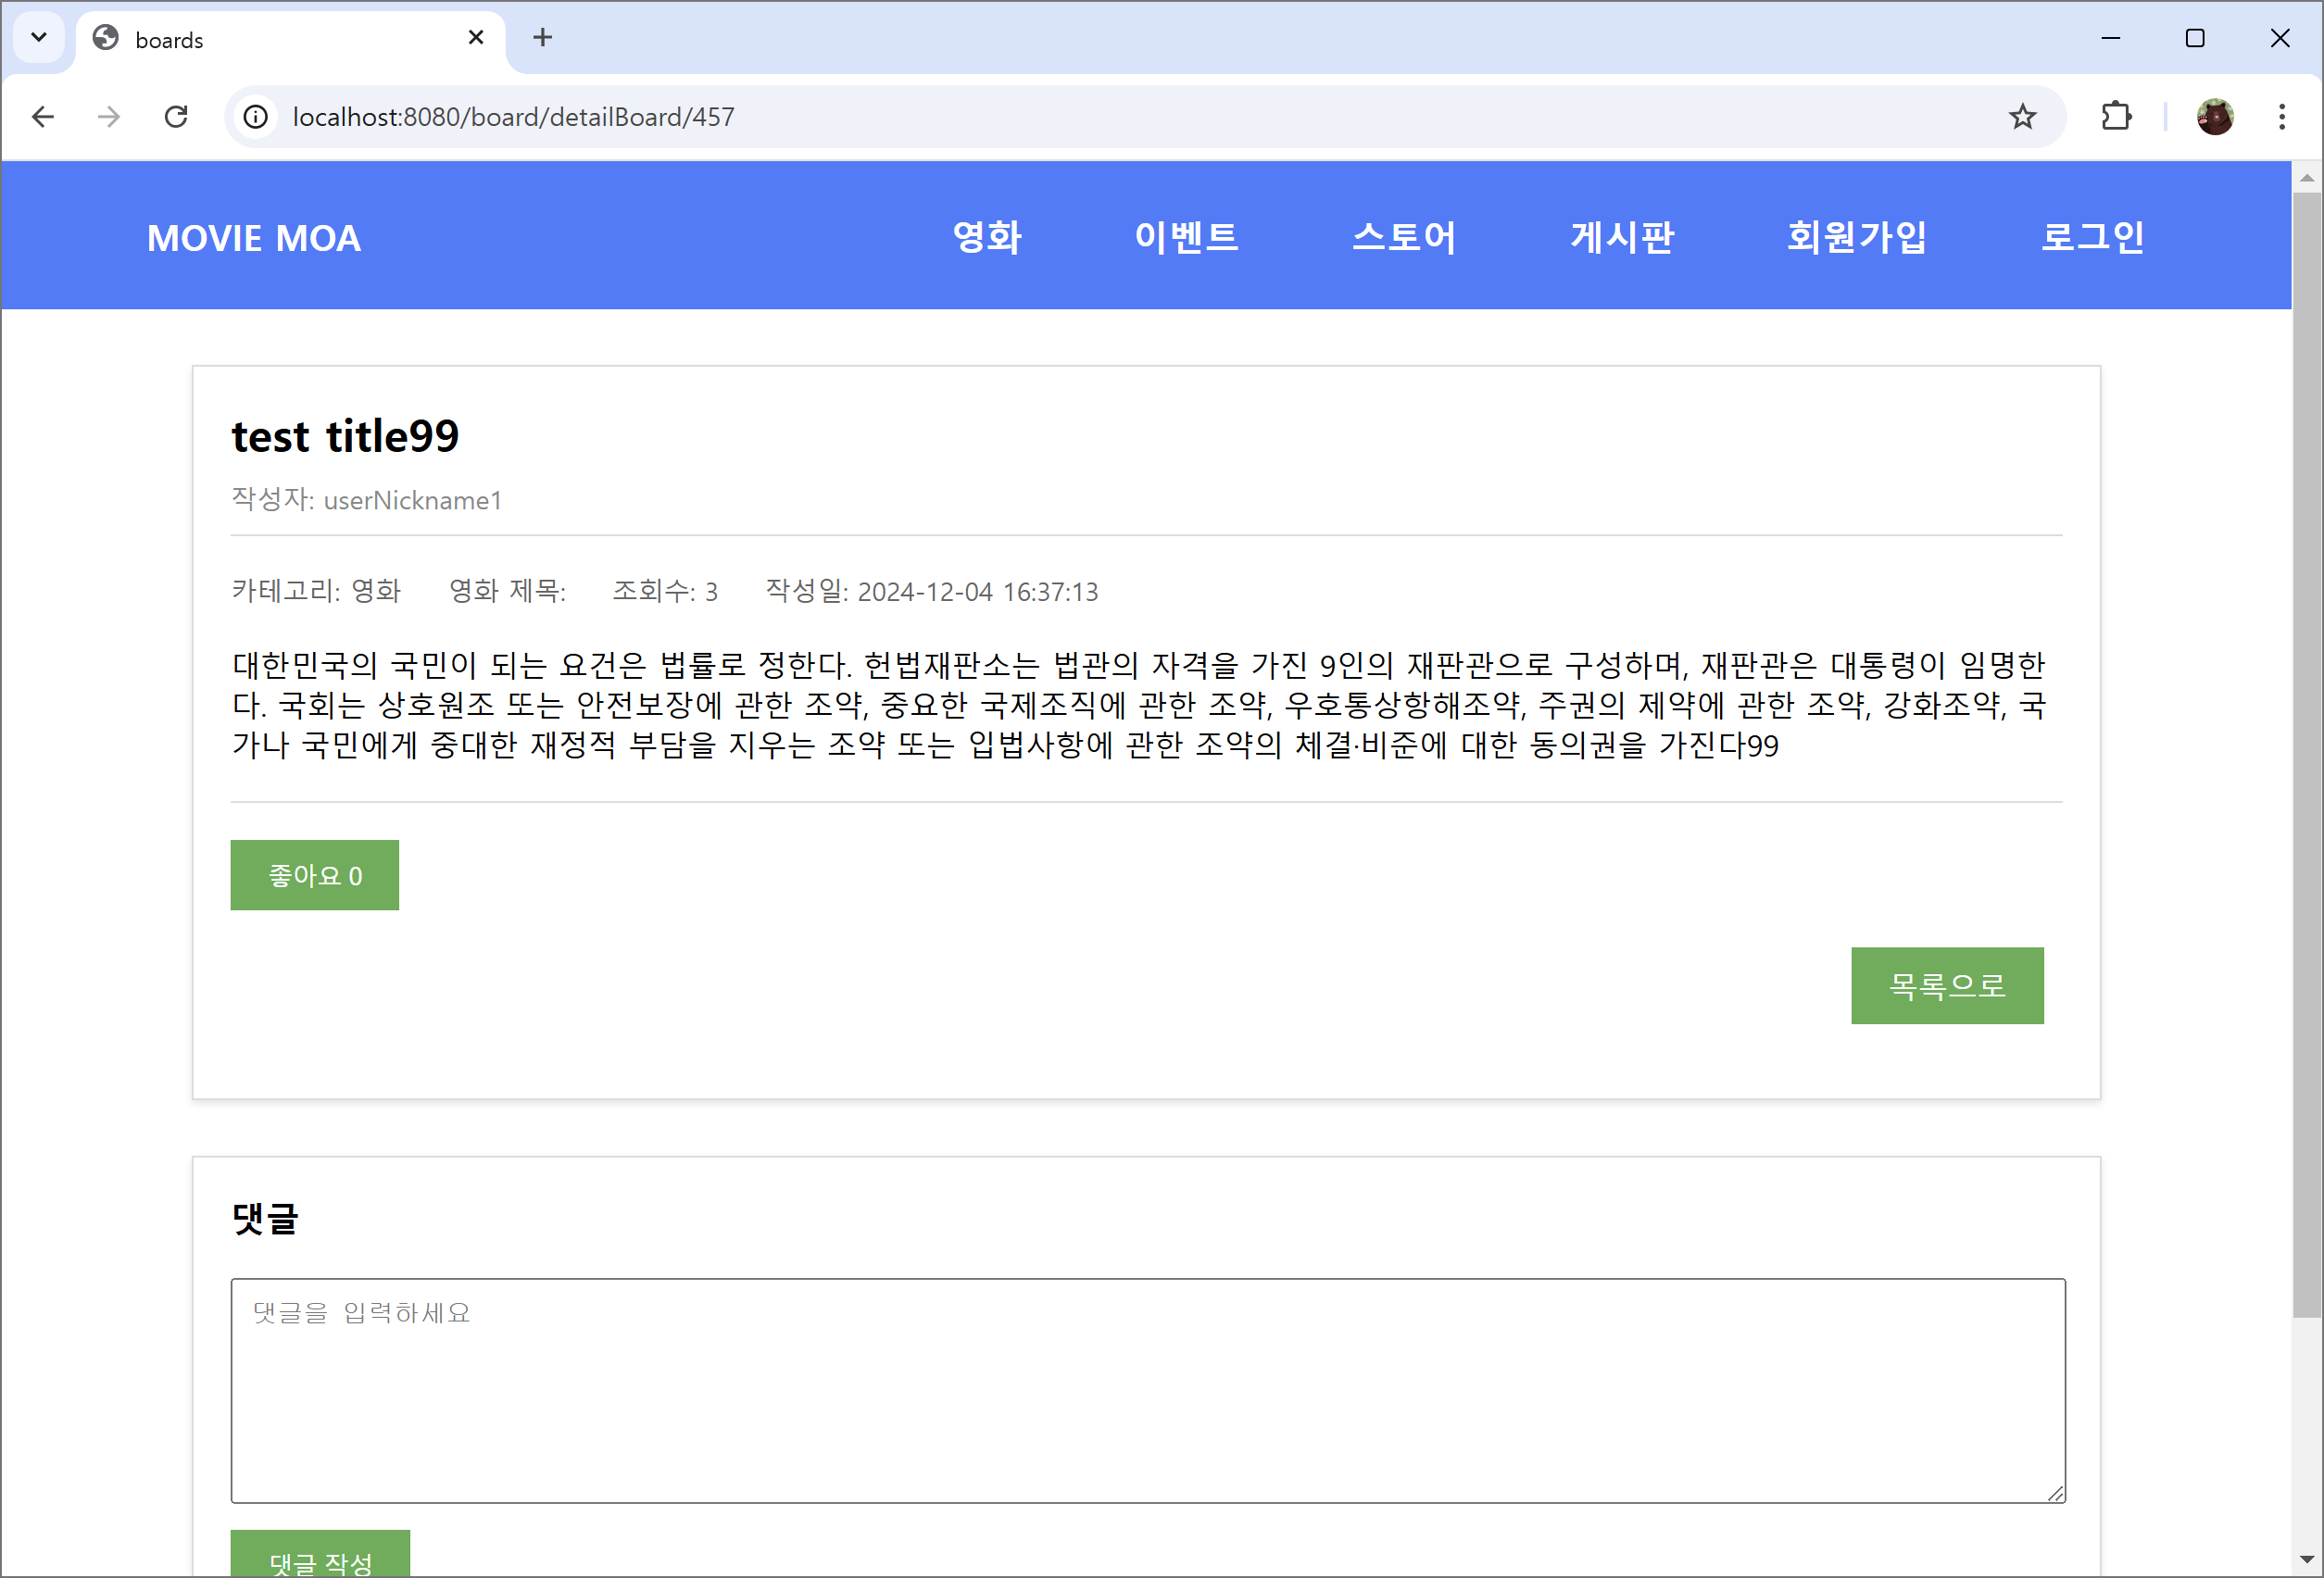 boards
localhost:8080/board/detailBoard/457
MOVIE MOA 영화 이벤트 스토어 게시판 회원가입 로그인
test title99
작성자: userNickname1
카테고리: 영화 영화 제목: 조회수: 3 작성일: 2024-12-04 16:37:13
대한민국의 국민이 되는 요건은 법률로 정한다. 헌법재판소는 법관의 자격을 가진 9인의 재판관으로 구성하며, 재판관은 대통령이 임명한
다. 국회는 상호원조 또는 안전보장에 관한 조약, 중요한 국제조직에 관한 조약, 우호통상항해조약, 주권의 제약에 관한 조약, 강화조약, 국
가나 국민에게 중대한 재정적 부담을 지우는 조약 또는 입법사항에 관한 조약의 체결·비준에 대한 동의권을 가진다99
좋아요 0
목록으로
댓글
댓글을 입력하세요
댓글 작성